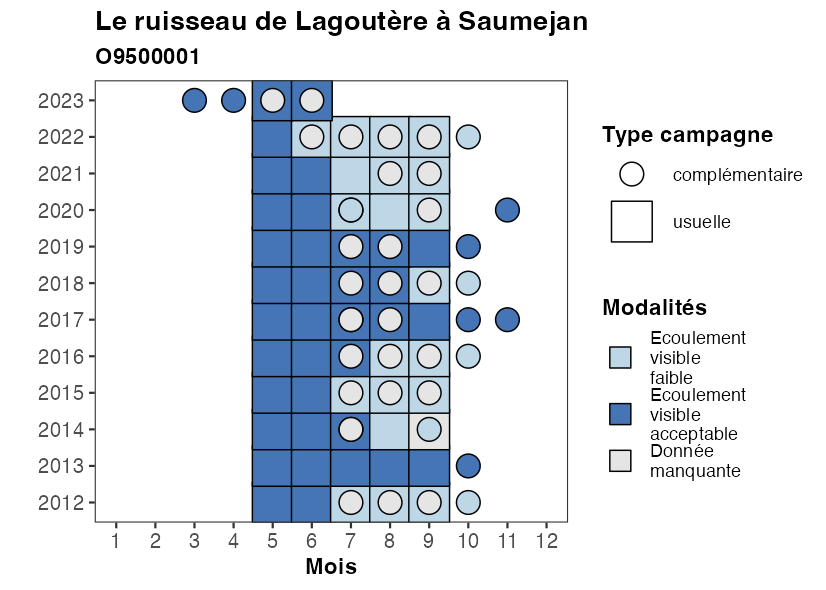 Le ruisseau de Lagoutère à Saumejan
O9500001
2023
2022
2021
2020
2019
2018
2017
2016
2015
2014
2013
2012
1 2 3 4 5 6 7 8 9 10 11 12
Mois
Type campagne
complémentaire
usuelle
Modalités
Ecoulement
visible
faible
Ecoulement
visible
acceptable
Donnée
manquante